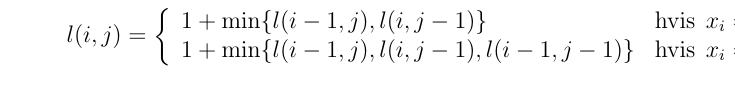 l(i, j) = { 1 + min{l(i − 1, j), l(i, j − 1)} hvis x_i =
1 + min{l(i − 1, j), l(i, j − 1), l(i − 1, j − 1)} hvis x_i =